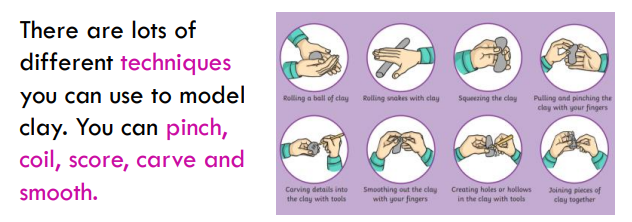 There are lots of
different techniques
you can use to model
clay. You can pinch,
coil, score, carve and
smooth.
Rolling a ball of clay
Rolling snakes with clay
Squeezing the clay
Pulling and pinching the
clay with your fingers
Carving details into
the clay with tools
Smoothing out the clay
with your fingers
Creating holes or hollows
in the clay with tools
Joining pieces of
clay together